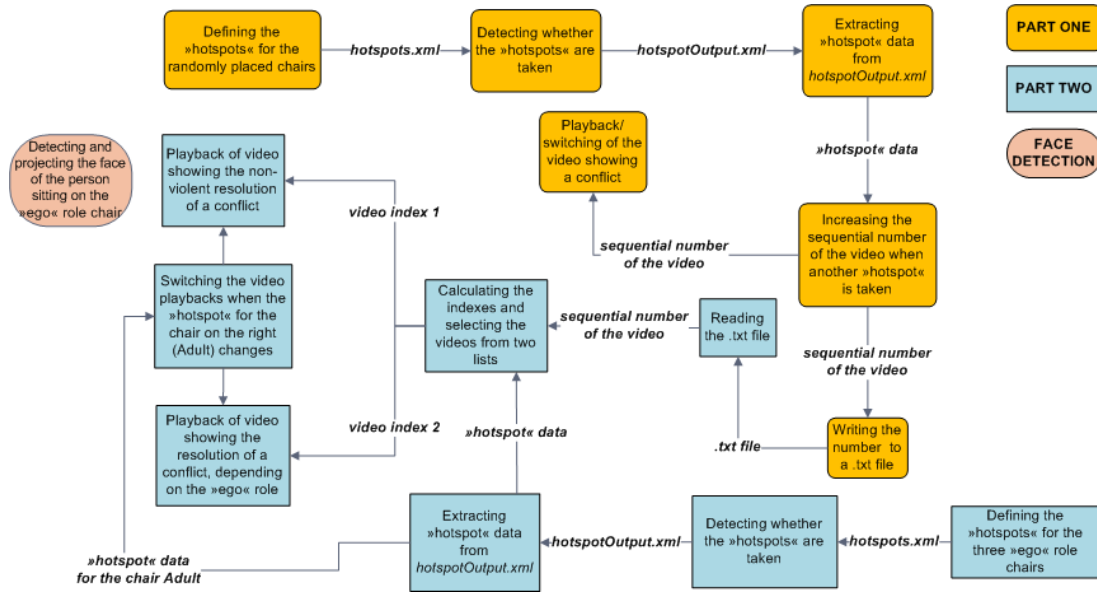 Defining the
»hotspots« for the
randomly placed chairs
hotspots.xml
Detecting whether
the »hotspots« are
taken
hotspotOutput.xml
Extracting
»hotspot« data
from
hotspotOutput.xml
PART ONE
PART TWO
FACE
DETECTION
»hotspot« data
Playback/
switching of the
video showing
a conflict
Detecting and
projecting the face
of the person
sitting on the
»ego« role chair
Playback of video
showing the non-
violent resolution
of a conflict
video index 1
sequential number
of the video
Increasing the
sequential number
of the video when
another »hotspot«
is taken
Switching the video
playbacks when the
»hotspot« for the
chair on the right
(Adult) changes
Calculating the
indexes and
selecting the
videos from two
lists
sequential number
of the video
Reading
the .txt file
sequential number
of the video
Playback of video
showing the
resolution of a
conflict, depending
on the »ego« role
video index 2
»hotspot« data
.txt file
Writing the
number to
a .txt file
»hotspot« data
for the chair Adult
Extracting
»hotspot« data
from
hotspotOutput.xml
hotspotOutput.xml
Detecting whether
the »hotspots« are
taken
hotspots.xml
Defining the
»hotspots« for the
three »ego« role
chairs